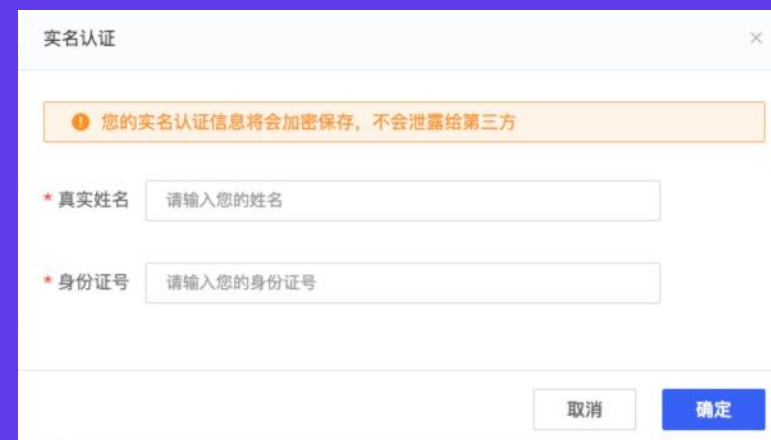 实名认证
您的实名认证信息将会加密保存，不会泄露给第三方
* 真实姓名 请输入您的姓名
* 身份证号 请输入您的身份证号
取消 确定